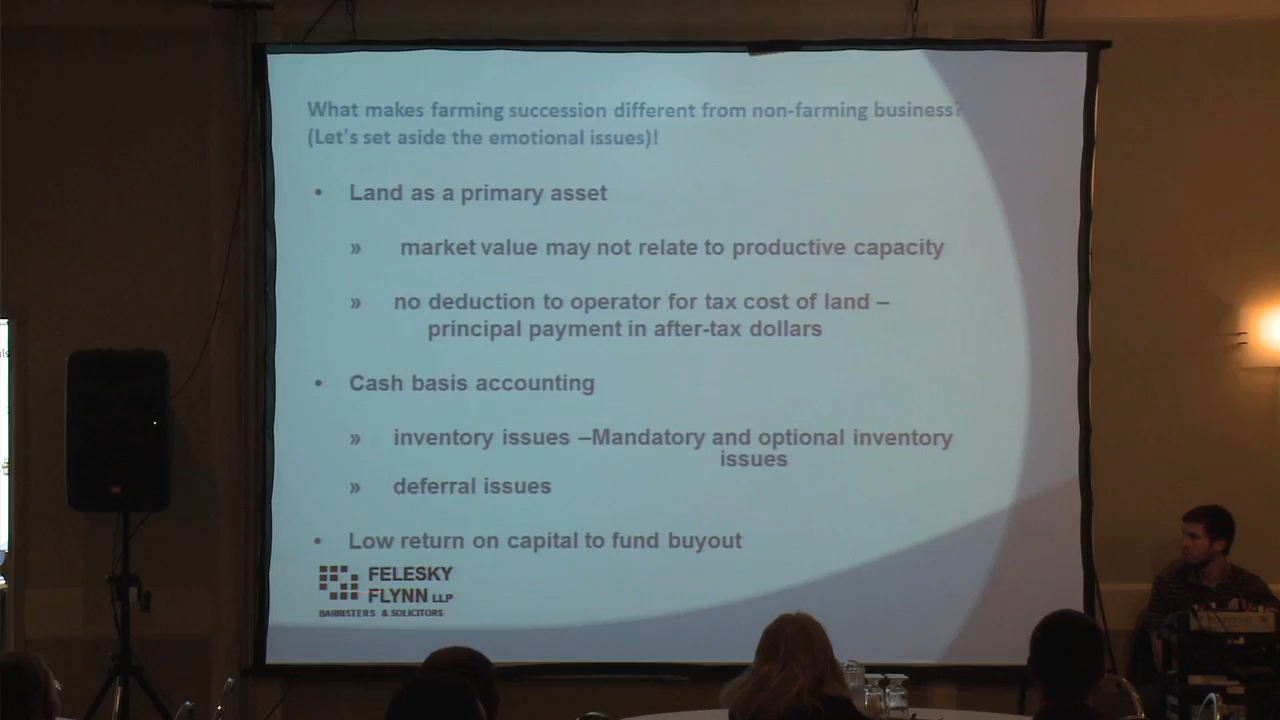 What makes farming succession different from non-farming business?
(Let's set aside the emotional issues)!
• Land as a primary asset
» market value may not relate to productive capacity
» no deduction to operator for tax cost of land –
principal payment in after-tax dollars
• Cash basis accounting
» inventory issues –Mandatory and optional inventory
issues
» deferral issues
• Low return on capital to fund buyout
FELESKY
FLYNN LLP
BARRISTERS & SOLICITORS